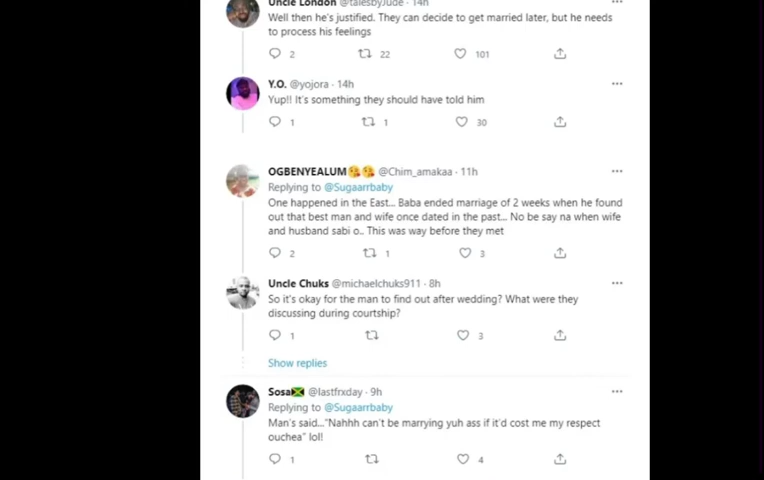 Uncle London @talesbyJude · 14h
Well then he's justified. They can decide to get married later, but he needs
to process his feelings
2 22 101
Y.O. @yojora · 14h
Yup!! It's something they should have told him
1 1 30
OGBENYEALUM😘😘 @Chim_amakaa · 11h
Replying to @Sugaarrbaby
One happened in the East... Baba ended marriage of 2 weeks when he found
out that best man and wife once dated in the past... No be say na when wife
and husband sabi o.. This was way before they met
2 1 3
Uncle Chuks @michaelchuks911 · 8h
So it's okay for the man to find out after wedding? What were they
discussing during courtship?
1 3
Show replies
Sosa🇯🇲 @lastfrxday · 9h
Replying to @Sugaarrbaby
Man's said..."Nahhh can't be marrying yuh ass if it'd cost me my respect
ouchea" lol!
1 4